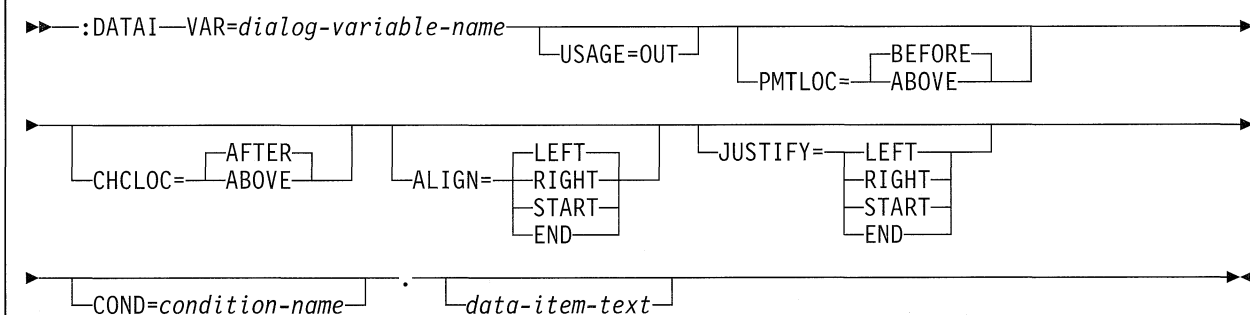 :DATAI VAR=dialog-variable-name
USAGE=OUT
PMTLOC=
BEFORE
ABOVE
CHCLOC=
AFTER
ABOVE
ALIGN=
LEFT
RIGHT
START
END
JUSTIFY=
LEFT
RIGHT
START
END
COND=condition-name
.
data-item-text